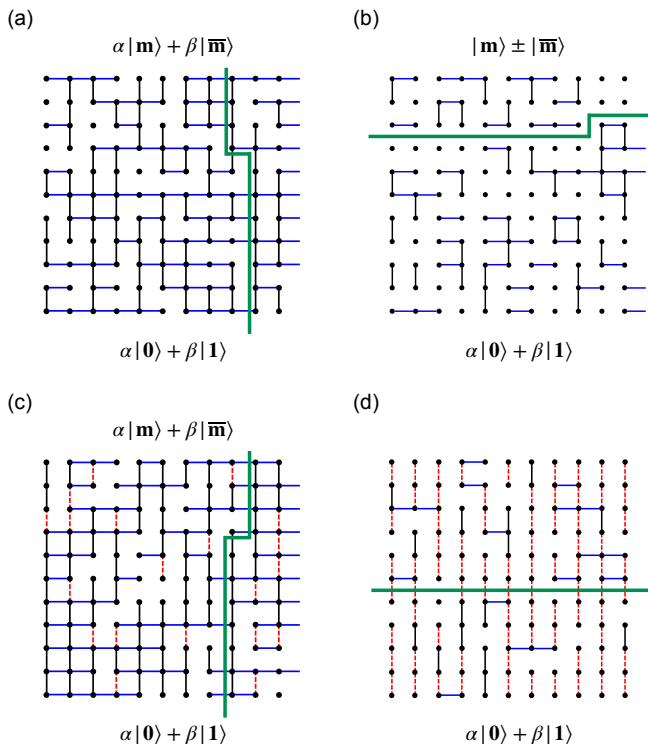 (a)
α|m⟩ + β|m̅⟩
α|0⟩ + β|1⟩
(b)
|m⟩ ± |m̅⟩
α|0⟩ + β|1⟩
(c)
α|m⟩ + β|m̅⟩
α|0⟩ + β|1⟩
(d)
α|0⟩ + β|1⟩